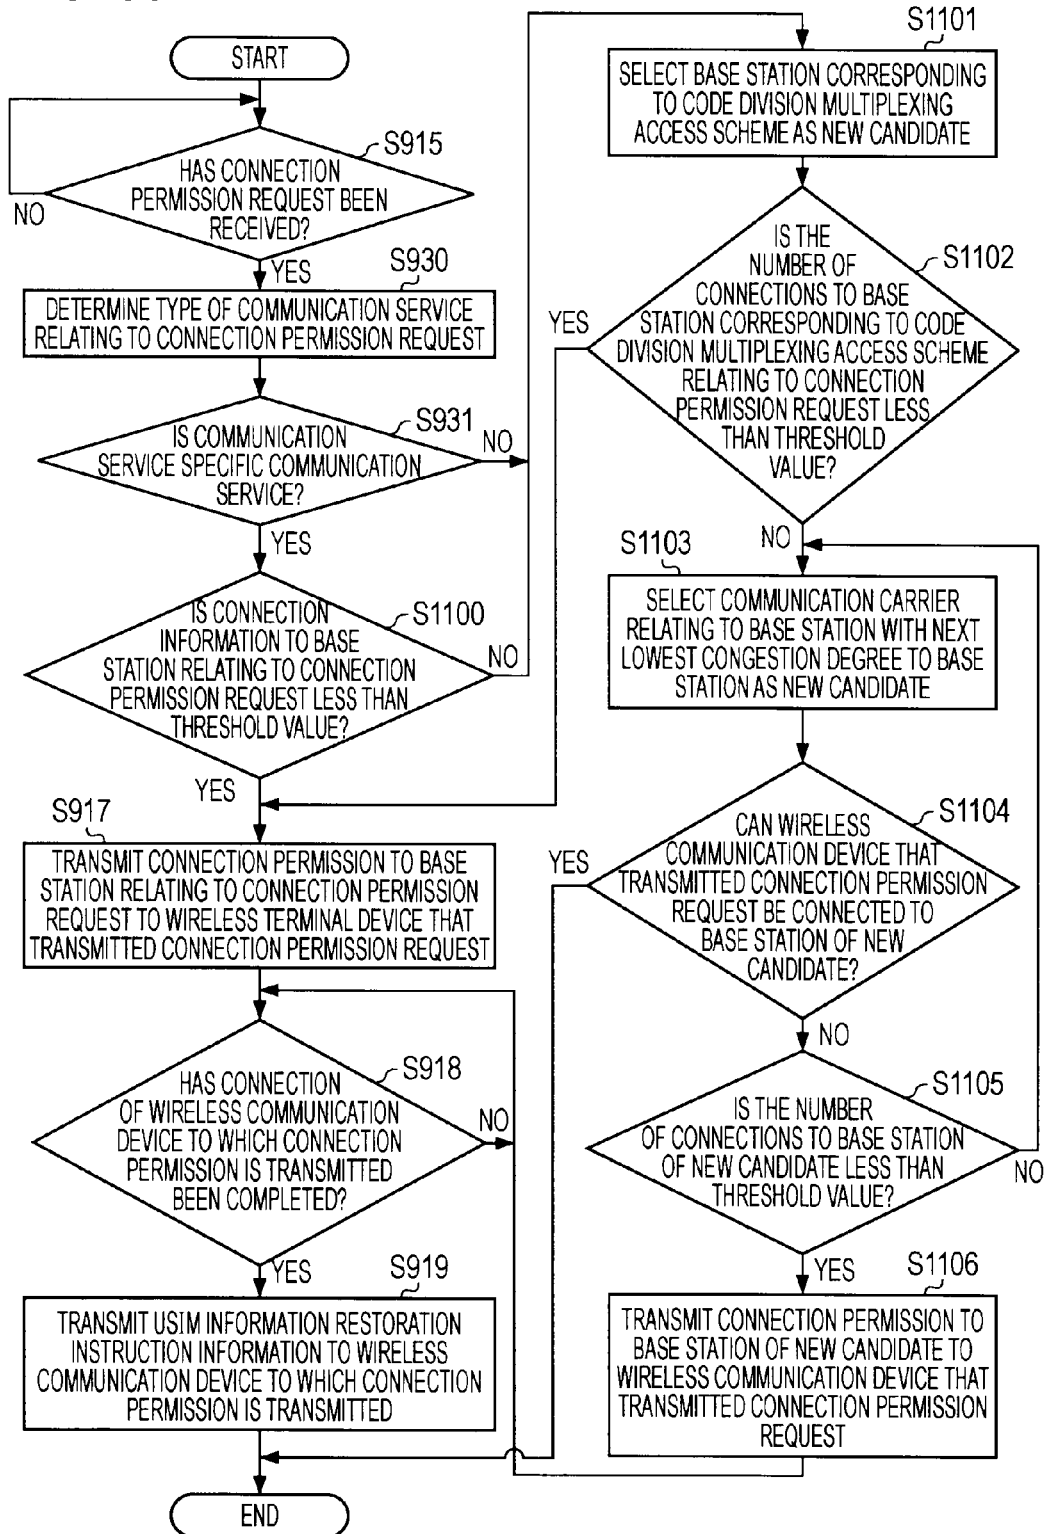 START
S915
HAS CONNECTION
PERMISSION REQUEST BEEN
RECEIVED?
NO
YES
S930
DETERMINE TYPE OF COMMUNICATION SERVICE
RELATING TO CONNECTION PERMISSION REQUEST
S931
IS COMMUNICATION
SERVICE SPECIFIC COMMUNICATION
SERVICE?
NO
YES
S1100
IS CONNECTION
INFORMATION TO BASE
STATION RELATING TO CONNECTION
PERMISSION REQUEST LESS THAN
THRESHOLD VALUE?
NO
YES
S917
TRANSMIT CONNECTION PERMISSION TO BASE
STATION RELATING TO CONNECTION PERMISSION
REQUEST TO WIRELESS TERMINAL DEVICE THAT
TRANSMITTED CONNECTION PERMISSION REQUEST
S918
HAS CONNECTION
OF WIRELESS COMMUNICATION
DEVICE TO WHICH CONNECTION
PERMISSION IS TRANSMITTED
BEEN COMPLETED?
NO
YES
S919
TRANSMIT USIM INFORMATION RESTORATION
INSTRUCTION INFORMATION TO WIRELESS
COMMUNICATION DEVICE TO WHICH CONNECTION
PERMISSION IS TRANSMITTED
END
S1101
SELECT BASE STATION CORRESPONDING
TO CODE DIVISION MULTIPLEXING
ACCESS SCHEME AS NEW CANDIDATE
S1102
IS THE
NUMBER OF
CONNECTIONS TO BASE
STATION CORRESPONDING TO CODE
DIVISION MULTIPLEXING ACCESS SCHEME
RELATING TO CONNECTION
PERMISSION REQUEST LESS
THAN THRESHOLD
VALUE?
YES
NO
S1103
SELECT COMMUNICATION CARRIER
RELATING TO BASE STATION WITH NEXT
LOWEST CONGESTION DEGREE TO BASE
STATION AS NEW CANDIDATE
S1104
CAN WIRELESS
COMMUNICATION DEVICE THAT
TRANSMITTED CONNECTION PERMISSION
REQUEST BE CONNECTED TO
BASE STATION OF NEW
CANDIDATE?
YES
NO
S1105
IS THE NUMBER
OF CONNECTIONS TO BASE STATION
OF NEW CANDIDATE LESS THAN
THRESHOLD VALUE?
NO
YES
S1106
TRANSMIT CONNECTION PERMISSION TO
BASE STATION OF NEW CANDIDATE TO
WIRELESS COMMUNICATION DEVICE THAT
TRANSMITTED CONNECTION PERMISSION
REQUEST